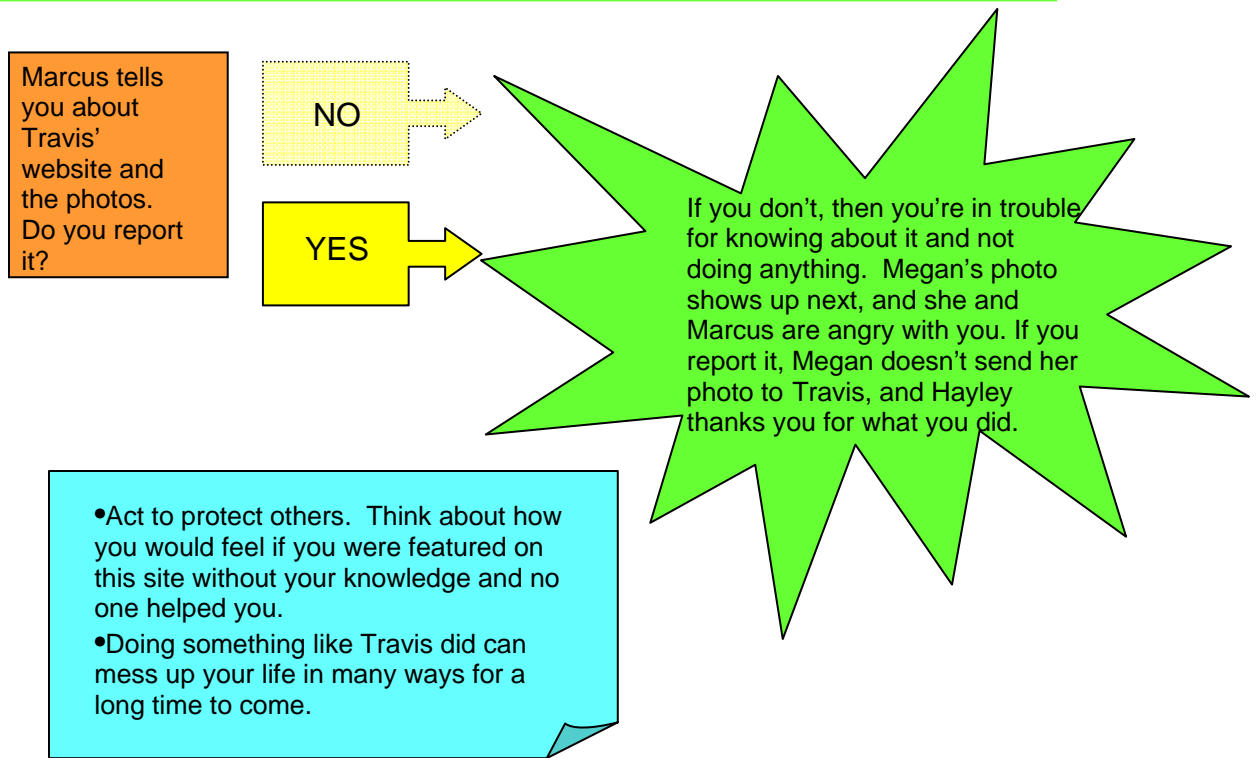 Marcus tells
you about
Travis’
website and
the photos.
Do you report
it?
NO
YES
If you don’t, then you’re in trouble
for knowing about it and not
doing anything.  Megan’s photo
shows up next, and she and
Marcus are angry with you. If you
report it, Megan doesn’t send her
photo to Travis, and Hayley
thanks you for what you did.
•Act to protect others.  Think about how
you would feel if you were featured on
this site without your knowledge and no
one helped you.
•Doing something like Travis did can
mess up your life in many ways for a
long time to come.